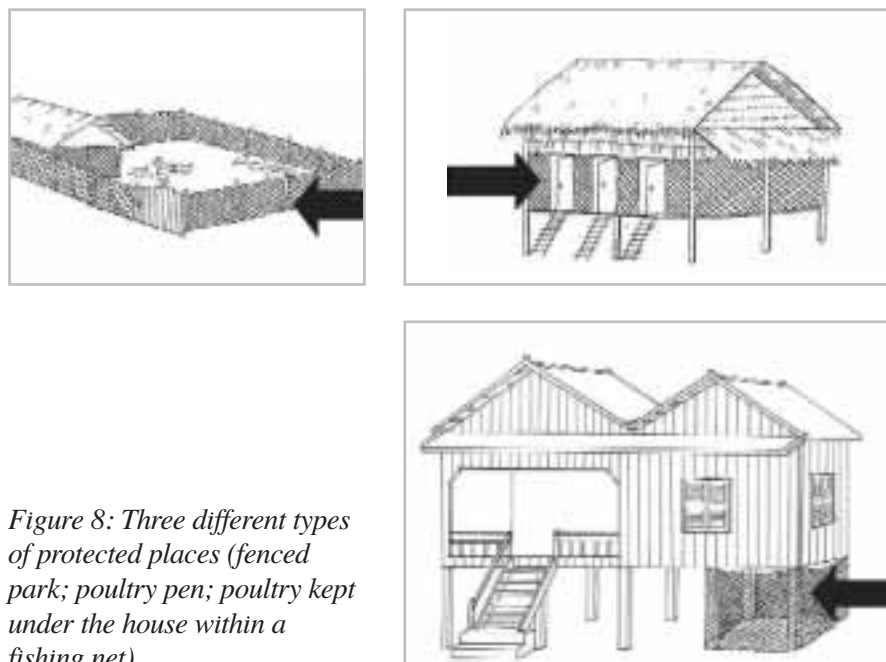 Figure 8: Three different types
of protected places (fenced
park; poultry pen; poultry kept
under the house within a
fishing net)